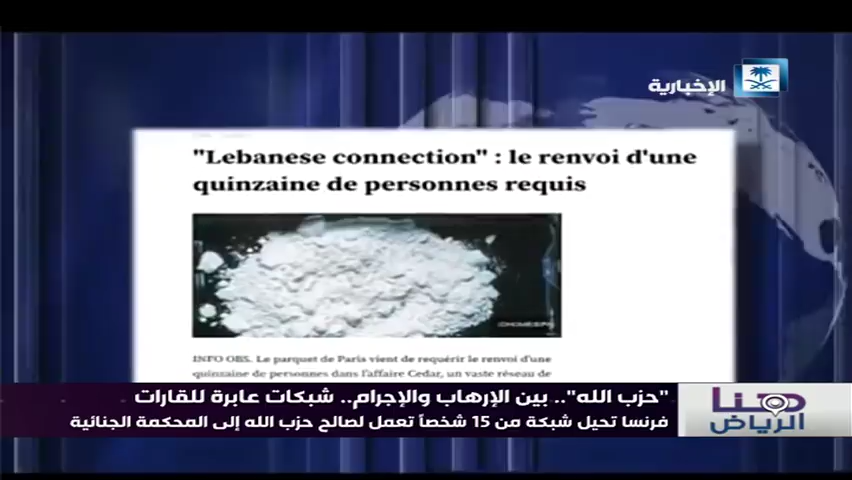 الإخبارية
"Lebanese connection" : le renvoi d'une
quinzaine de personnes requis
INFO OBS. Le parquet de Paris vient de requérir le renvoi d'une
quinzaine de personnes dans l'affaire Cedar, un vaste réseau de
"حزب الله".. بين الإرهاب والإجرام.. شبكات عابرة للقارات
فرنسا تحيل شبكة من 15 شخصاً تعمل لصالح حزب الله إلى المحكمة الجنائية
هنا
الرياض